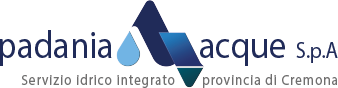 padania acque S.p.A
Servizio idrico integrato provincia di Cremona